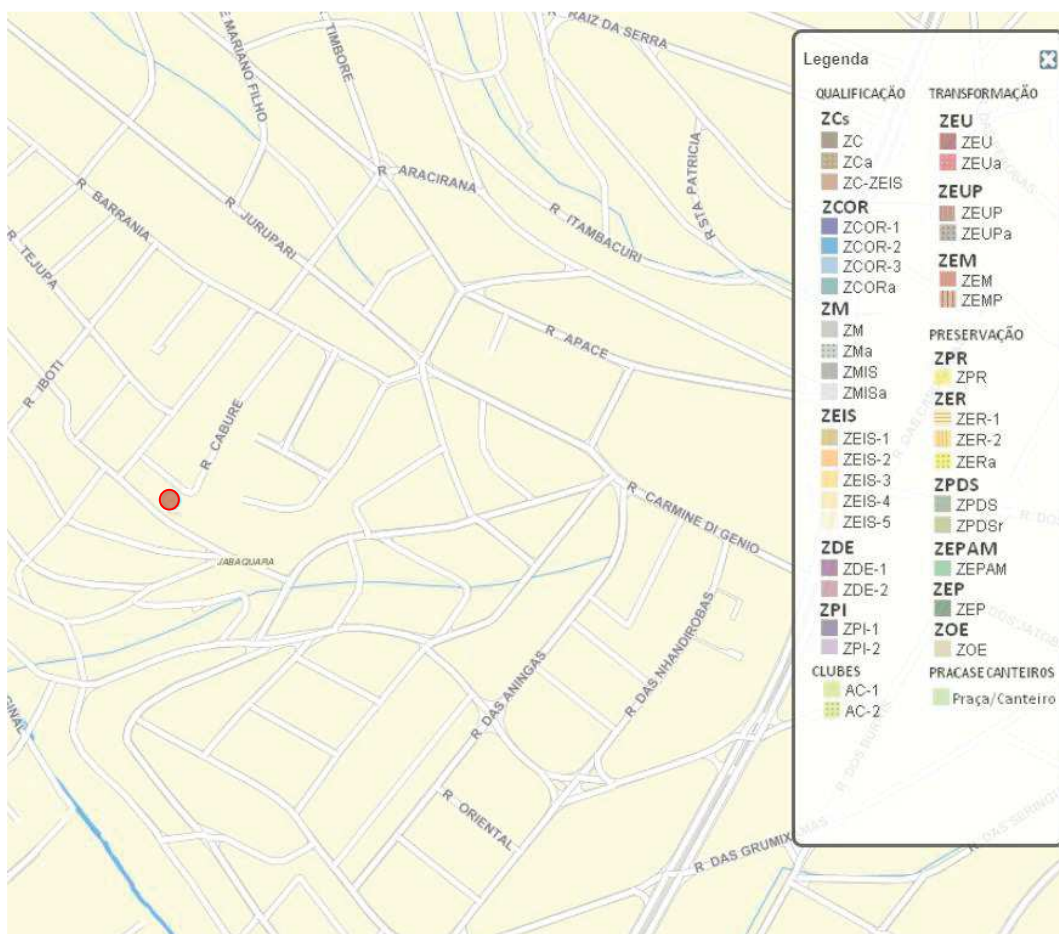 R RAIZ DA SERRA
E MARIANO FILHO
TIMBORE
R ARACIRANA
R STA PATRICIA
R ITAMBACURI
R BARRANIA
R JURUPARI
R TEJUPA
R APACE
R IBOTI
R CABURE
R CARMINE DI GENIO
JABAQUARA
R DAS NHANDIROBAS
R DAS ANINGAS
GINAL
R ORIENTAL
R DAS GRUMIXAMAS
R DAS SERING
R DOS BURITIS
Legenda
QUALIFICAÇÃO
ZCs
ZC
ZCa
ZC-ZEIS
ZCOR
ZCOR-1
ZCOR-2
ZCOR-3
ZCORa
ZM
ZM
ZMa
ZMIS
ZMISa
ZEIS
ZEIS-1
ZEIS-2
ZEIS-3
ZEIS-4
ZEIS-5
ZDE
ZDE-1
ZDE-2
ZPI
ZPI-1
ZPI-2
CLUBES
AC-1
AC-2
TRANSFORMAÇÃO
ZEU
ZEU
ZEUa
ZEUP
ZEUP
ZEUPa
ZEM
ZEM
ZEMP
PRESERVAÇÃO
ZPR
ZPR
ZER
ZER-1
ZER-2
ZERa
ZPDS
ZPDS
ZPDSr
ZEPAM
ZEPAM
ZEP
ZEP
ZOE
ZOE
PRACAS E CANTEIROS
Praça/Canteiro